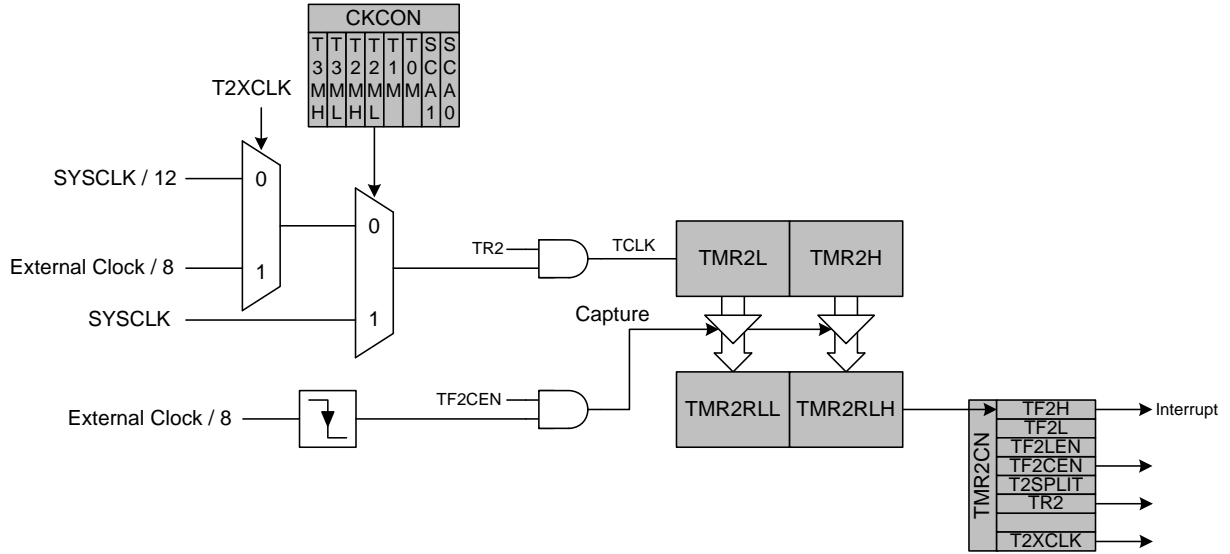 CKCON
T3MH
T3ML
T2MH
T2ML
T1M
T0M
SCA1
SCA0
T2XCLK
SYSCLK / 12
0
External Clock / 8
1
SYSCLK
0
1
TR2
TCLK
TMR2L
TMR2H
Capture
External Clock / 8
TF2CEN
TMR2RLL
TMR2RLH
TMR2CN
TF2H
TF2L
TF2LEN
TF2CEN
T2SPLIT
TR2
T2XCLK
Interrupt